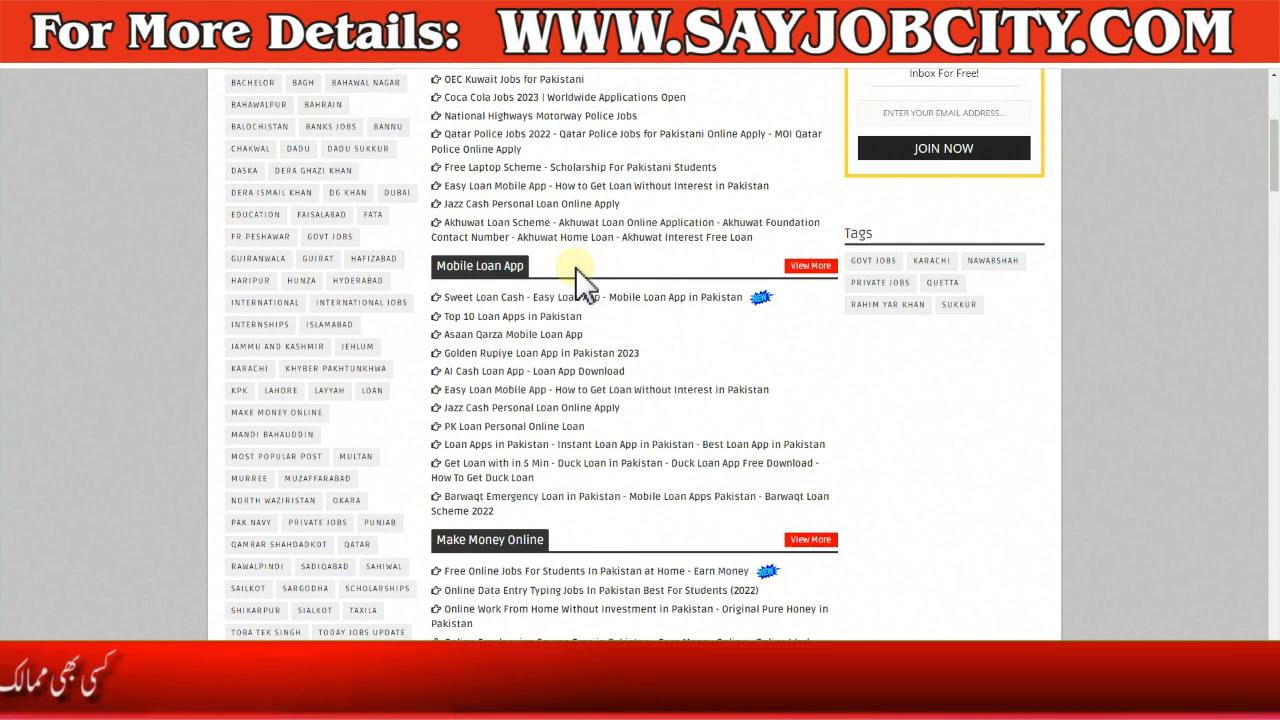 For More Details: WWW.SAYJOBCITY.COM
BACHELOR BAGH BAHAWAL NAGAR
BAHAWALPUR BAHRAIN
BALOCHISTAN BANKS JOBS BANNU
CHAKWAL DADU DADU SUKKUR
DASKA DERA GHAZI KHAN
DERA ISMAIL KHAN DG KHAN DUBAI
EDUCATION FAISALABAD FATA
FR PESHAWAR GOVT JOBS
GUJRANWALA GUJRAT HAFIZABAD
HARIPUR HUNZA HYDERABAD
INTERNATIONAL INTERNATIONAL JOBS
INTERNSHIPS ISLAMABAD
JAMMU AND KASHMIR JEHLUM
KARACHI KHYBER PAKHTUNKHWA
KPK LAHORE LAYYAH LOAN
MAKE MONEY ONLINE
MANDI BAHAUDDIN
MOST POPULAR POST MULTAN
MURREE MUZAFFARABAD
NORTH WAZIRISTAN OKARA
PAK NAVY PRIVATE JOBS PUNJAB
QAMBAR SHAHDADKOT QATAR
RAWALPINDI SADIQABAD SAHIWAL
SAILKOT SARGODHA SCHOLARSHIPS
SHIKARPUR SIALKOT TAXILA
TOBA TEK SINGH TODAY JOBS UPDATE
OEC Kuwait Jobs for Pakistani
Coca Cola Jobs 2023 | Worldwide Applications Open
National Highways Motorway Police Jobs
Qatar Police Jobs 2022 - Qatar Police Jobs for Pakistani Online Apply - MOI Qatar
Police Online Apply
Free Laptop Scheme - Scholarship For Pakistani Students
Easy Loan Mobile App - How to Get Loan Without Interest in Pakistan
Jazz Cash Personal Loan Online Apply
Akhuwat Loan Scheme - Akhuwat Loan Online Application - Akhuwat Foundation
Contact Number - Akhuwat Home Loan - Akhuwat Interest Free Loan
Mobile Loan App View More
Sweet Loan Cash - Easy Loan App - Mobile Loan App in Pakistan NEW
Top 10 Loan Apps in Pakistan
Asaan Qarza Mobile Loan App
Golden Rupiye Loan App in Pakistan 2023
AI Cash Loan App - Loan App Download
Easy Loan Mobile App - How to Get Loan Without Interest in Pakistan
Jazz Cash Personal Loan Online Apply
PK Loan Personal Online Loan
Loan Apps in Pakistan - Instant Loan App in Pakistan - Best Loan App in Pakistan
Get Loan with in 5 Min - Duck Loan in Pakistan - Duck Loan App Free Download -
How To Get Duck Loan
Barwaqt Emergency Loan in Pakistan - Mobile Loan Apps Pakistan - Barwaqt Loan
Scheme 2022
Make Money Online View More
Free Online Jobs For Students In Pakistan at Home - Earn Money NEW
Online Data Entry Typing Jobs In Pakistan Best For Students (2022)
Online Work From Home Without Investment in Pakistan - Original Pure Honey in
Pakistan
Inbox For Free!
ENTER YOUR EMAIL ADDRESS...
JOIN NOW
Tags
GOVT JOBS KARACHI NAWABSHAH
PRIVATE JOBS QUETTA
RAHIM YAR KHAN SUKKUR
کسی بھی ممالک